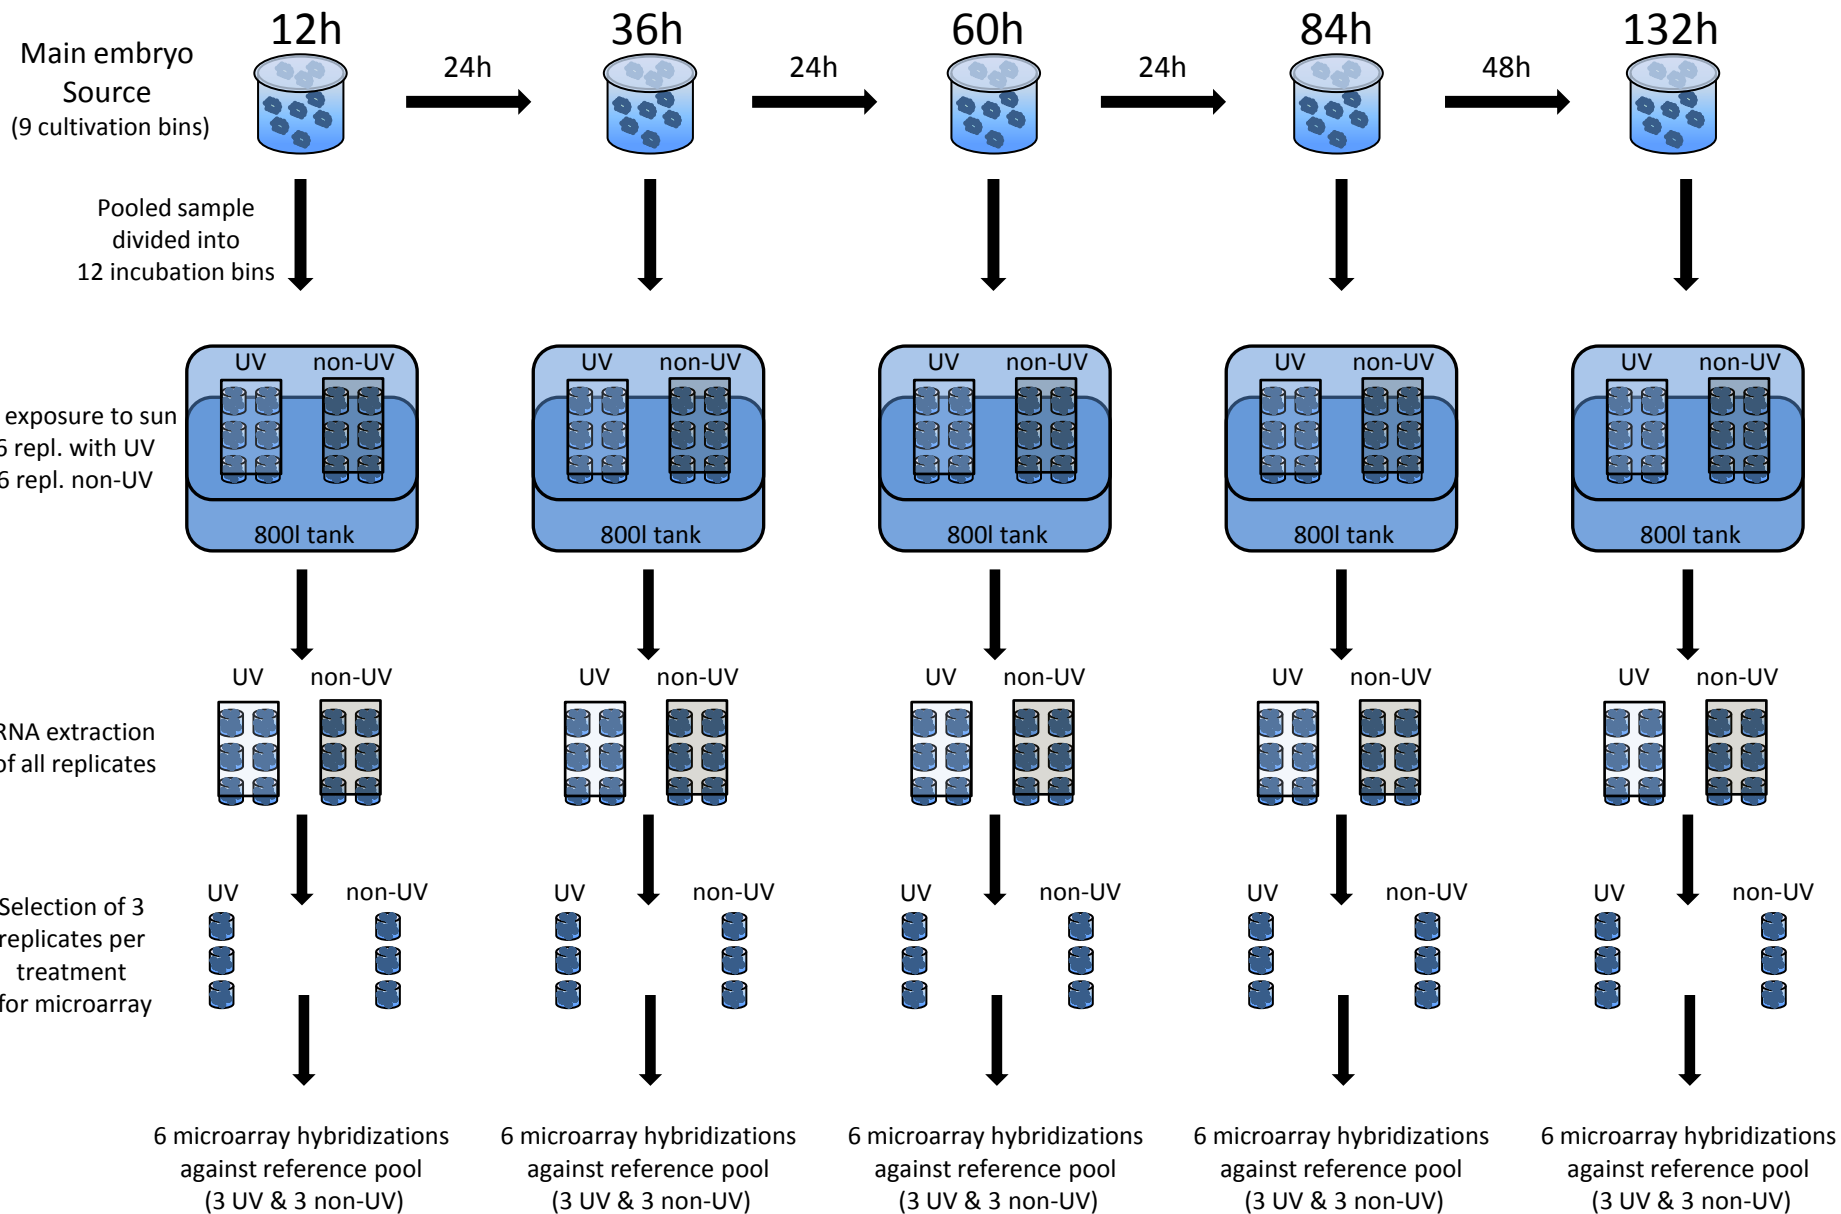 12h
36h
60h
84h
132h
Main embryo
Source
(9 cultivation bins)
24h
24h
24h
48h
Pooled sample
divided into
12 incubation bins
UV non-UV
UV non-UV
UV non-UV
UV non-UV
UV non-UV
exposure to sun
6 repl. with UV
6 repl. non-UV
800l tank
800l tank
800l tank
800l tank
800l tank
UV non-UV
UV non-UV
UV non-UV
UV non-UV
UV non-UV
RNA extraction
of all replicates
UV non-UV
UV non-UV
UV non-UV
UV non-UV
UV non-UV
Selection of 3
replicates per
treatment
for microarray
6 microarray hybridizations
against reference pool
(3 UV & 3 non-UV)
6 microarray hybridizations
against reference pool
(3 UV & 3 non-UV)
6 microarray hybridizations
against reference pool
(3 UV & 3 non-UV)
6 microarray hybridizations
against reference pool
(3 UV & 3 non-UV)
6 microarray hybridizations
against reference pool
(3 UV & 3 non-UV)